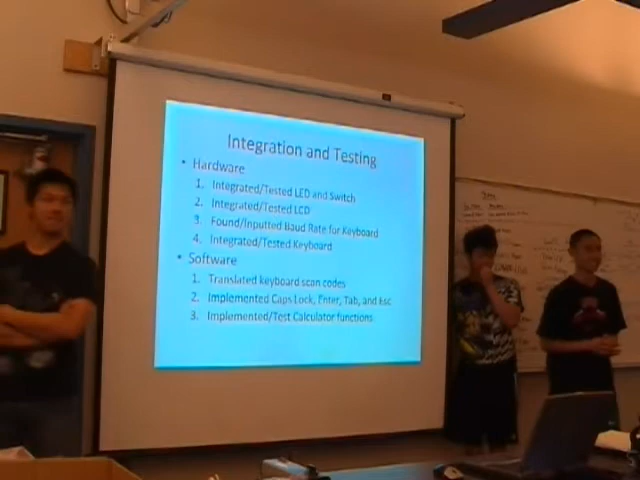 Integration and Testing
• Hardware
1. Integrated/Tested LED and Switch
2. Integrated/Tested LCD
3. Found/Inputted Baud Rate for Keyboard
4. Integrated/Tested Keyboard
• Software
1. Translated keyboard scan codes
2. Implemented Caps Lock, Enter, Tab, and Esc
3. Implemented/Test Calculator functions